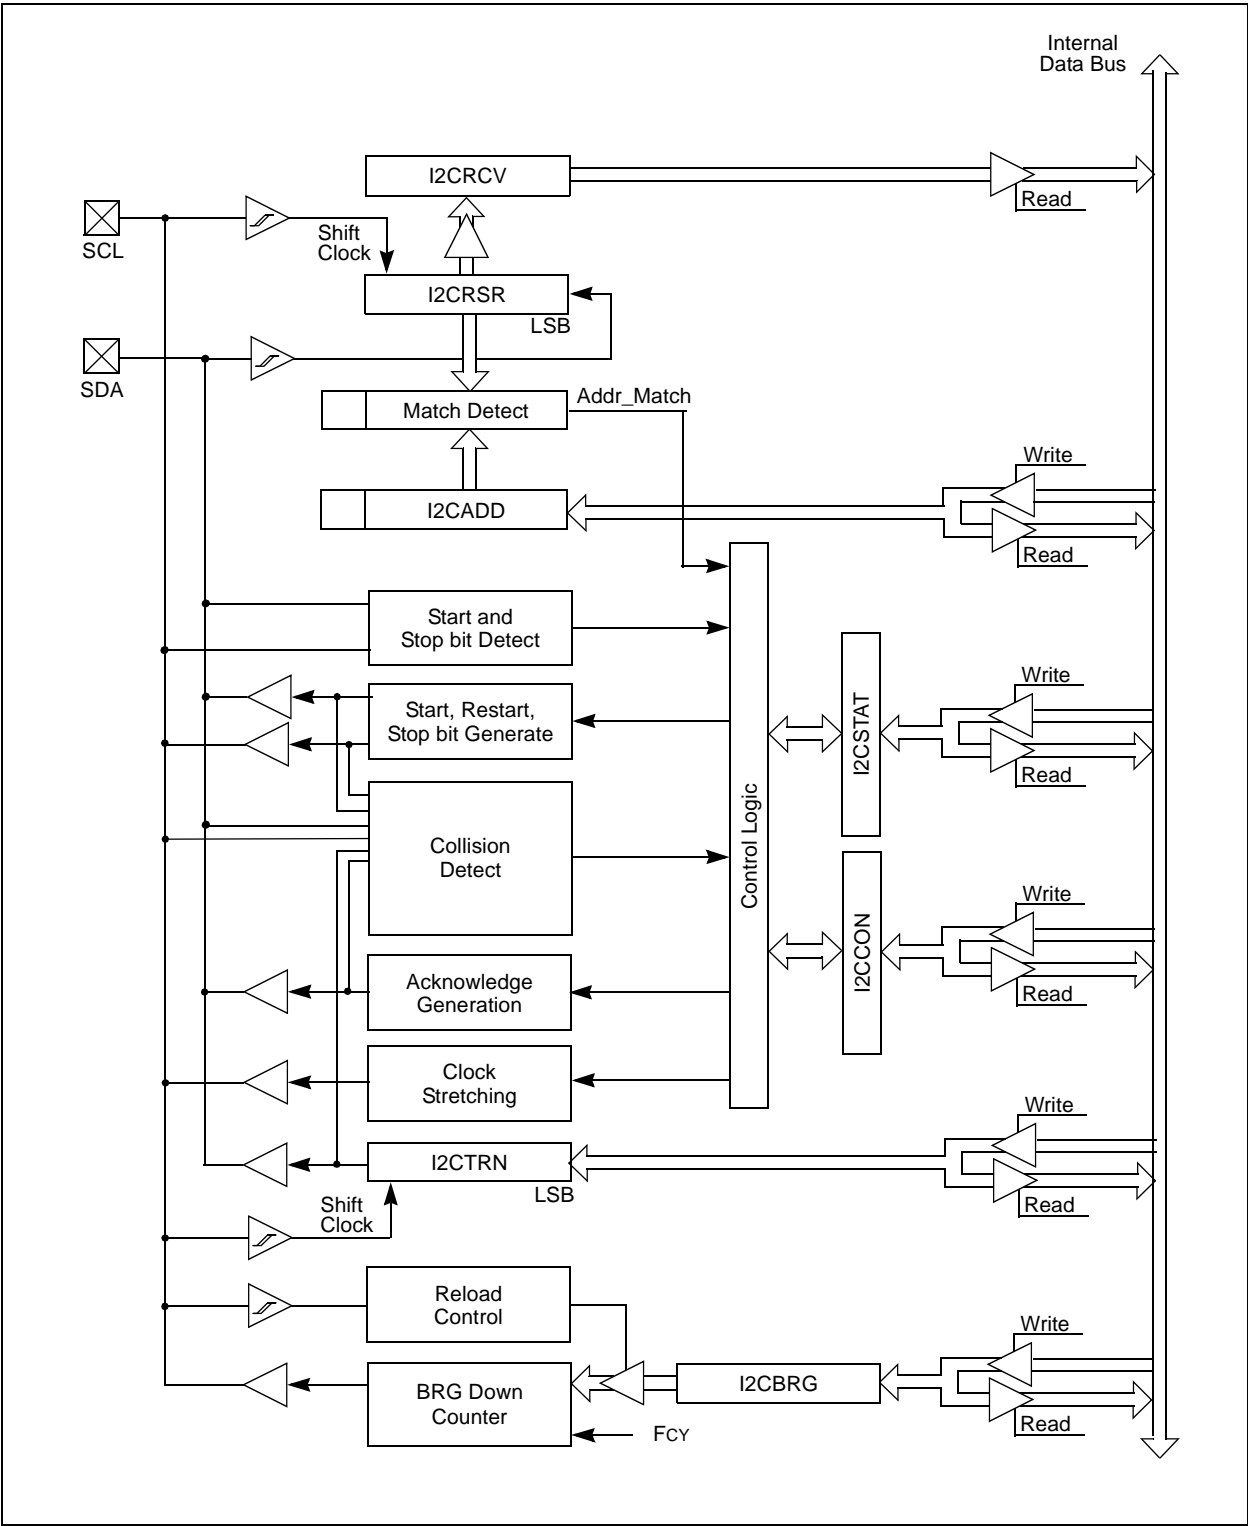 Internal
Data Bus
I2CRCV
Read
SCL
Shift
Clock
I2CRSR
LSB
SDA
Match Detect
Addr_Match
Write
I2CADD
Read
Start and
Stop bit Detect
Write
Start, Restart,
Stop bit Generate
I2CSTAT
Read
Control Logic
Collision
Detect
Write
I2CCON
Read
Acknowledge
Generation
Clock
Stretching
Write
I2CTRN
LSB
Read
Shift
Clock
Reload
Control
Write
I2CBRG
BRG Down
Counter
Read
FCY